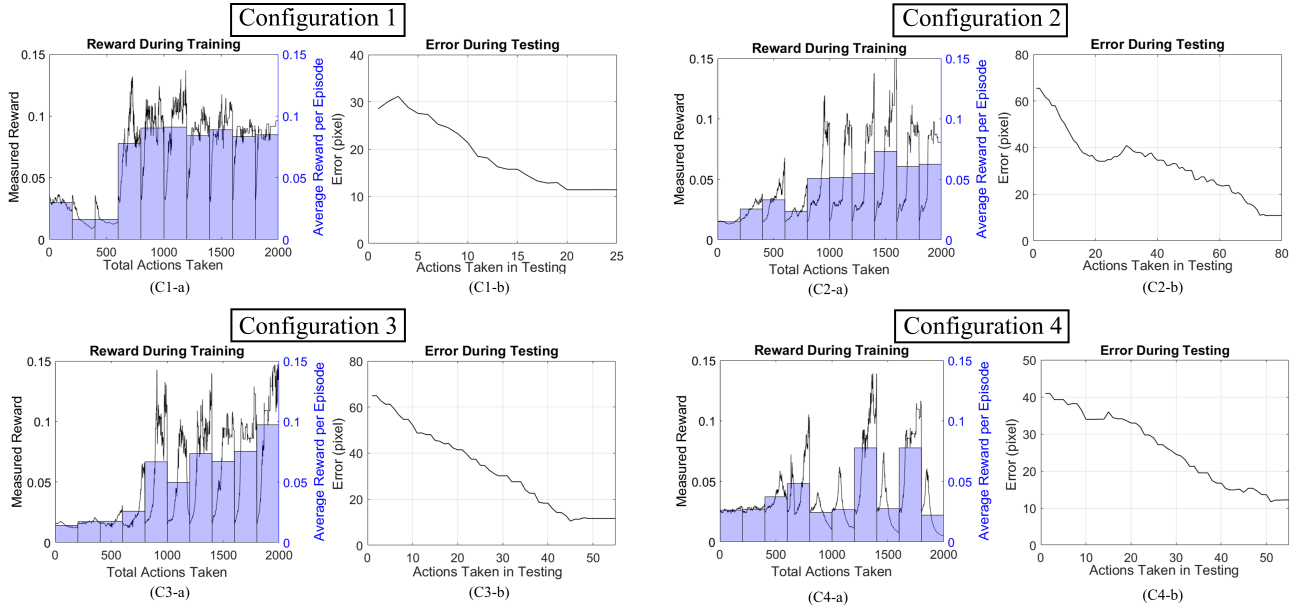 Configuration 1
Reward During Training
Measured Reward
0.15
0.1
0.05
0
0.15
0.1
0.05
0
Average Reward per Episode
0 500 1000 1500 2000
Total Actions Taken
(C1-a)
Error During Testing
Error (pixel)
40
30
20
10
0
0 5 10 15 20 25
Actions Taken in Testing
(C1-b)
Configuration 2
Reward During Training
Measured Reward
0.15
0.1
0.05
0
0.15
0.1
0.05
0
Average Reward per Episode
0 500 1000 1500 2000
Total Actions Taken
(C2-a)
Error During Testing
Error (pixel)
80
60
40
20
0
0 20 40 60 80
Actions Taken in Testing
(C2-b)
Configuration 3
Reward During Training
Measured Reward
0.15
0.1
0.05
0
0.15
0.1
0.05
0
Average Reward per Episode
0 500 1000 1500 2000
Total Actions Taken
(C3-a)
Error During Testing
Error (pixel)
80
60
40
20
0
0 10 20 30 40 50
Actions Taken in Testing
(C3-b)
Configuration 4
Reward During Training
Measured Reward
0.15
0.1
0.05
0
0.15
0.1
0.05
0
Average Reward per Episode
0 500 1000 1500 2000
Total Actions Taken
(C4-a)
Error During Testing
Error (pixel)
50
40
30
20
10
0
0 10 20 30 40 50
Actions Taken in Testing
(C4-b)